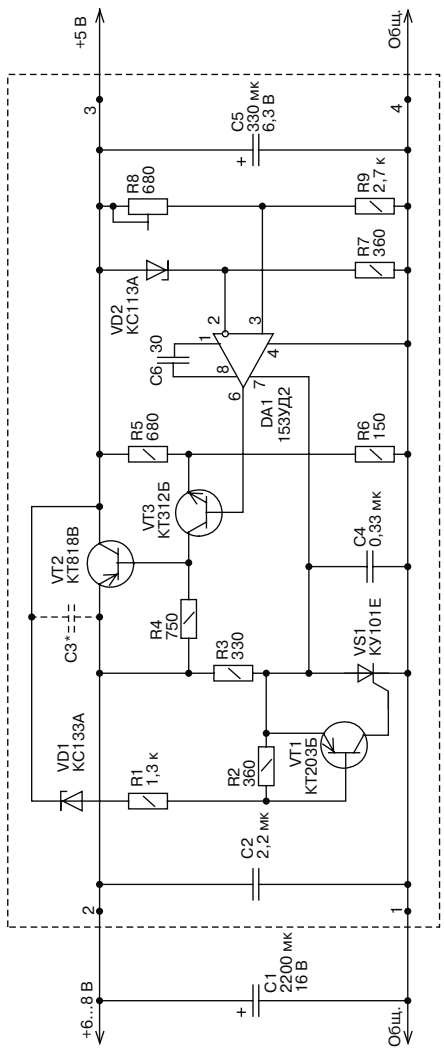 +6...8 В
Общ.
C1
2200 мк
16 В
+
2
1
C2
2,2 мк
VD1
КС133А
R1
1,3 к
R2
360
VT1
КТ203Б
C3*
R3
330
R4
750
VS1
КУ101Е
C4
0,33 мк
VT2
КТ818В
VT3
КТ312Б
R5
680
R6
150
DA1
153УД2
C6 30
1
8
6
7
2
3
4
VD2
КС113А
R7
360
R8
680
R9
2,7 к
C5
330 мк
6,3 В
+
3
4
+5 В
Общ.